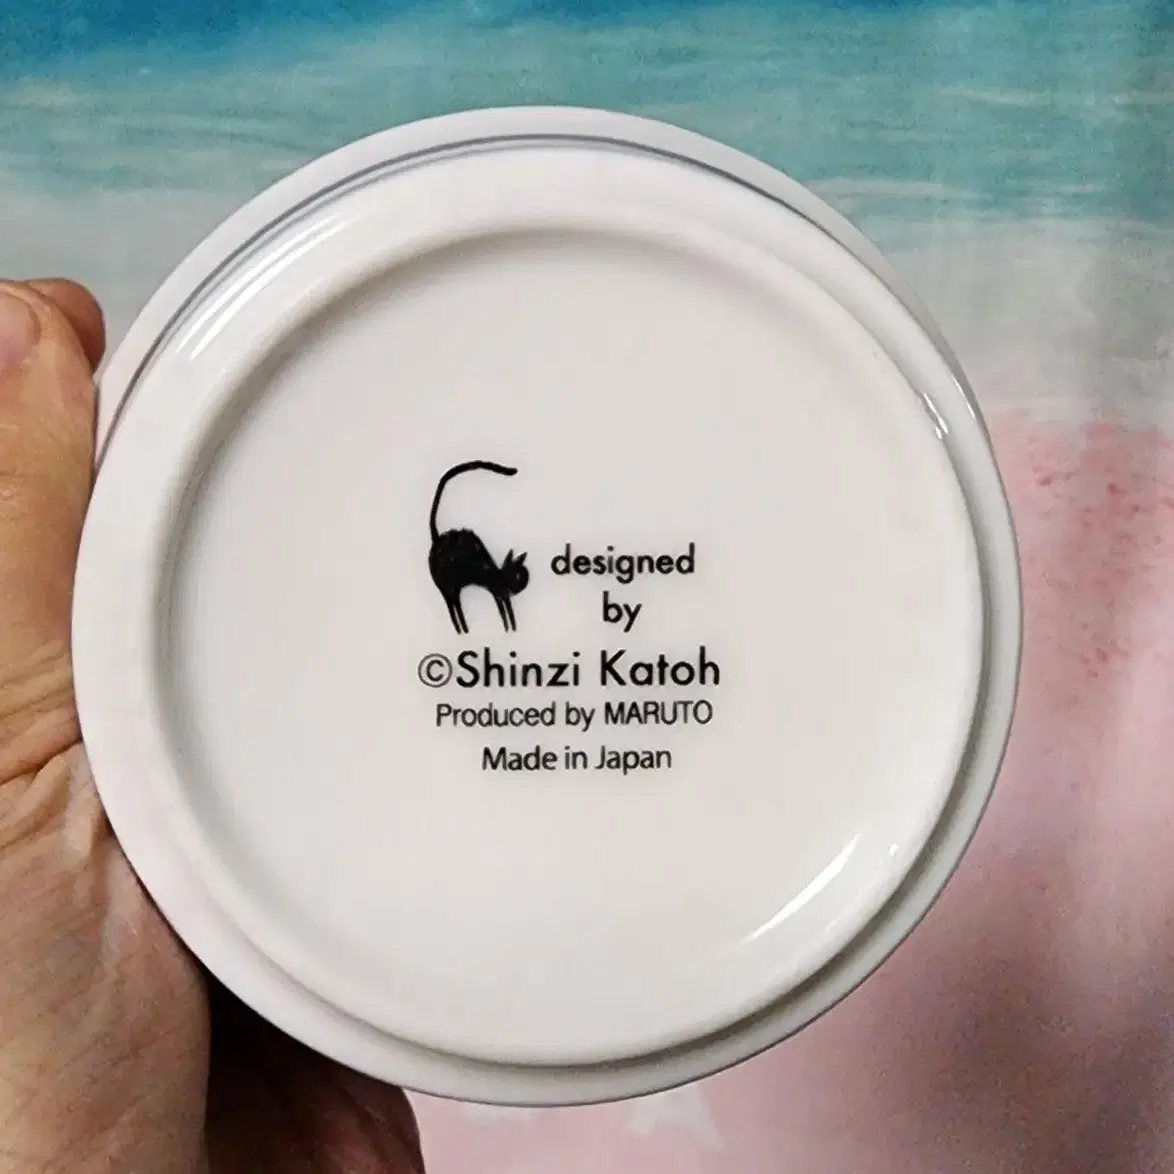 designed
by
©Shinzi Katoh
Produced by MARUTO
Made in Japan